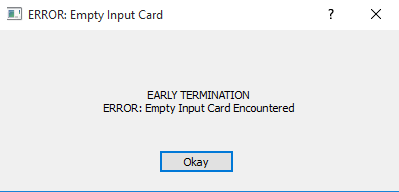 ERROR: Empty Input Card
?
EARLY TERMINATION
ERROR: Empty Input Card Encountered
Okay